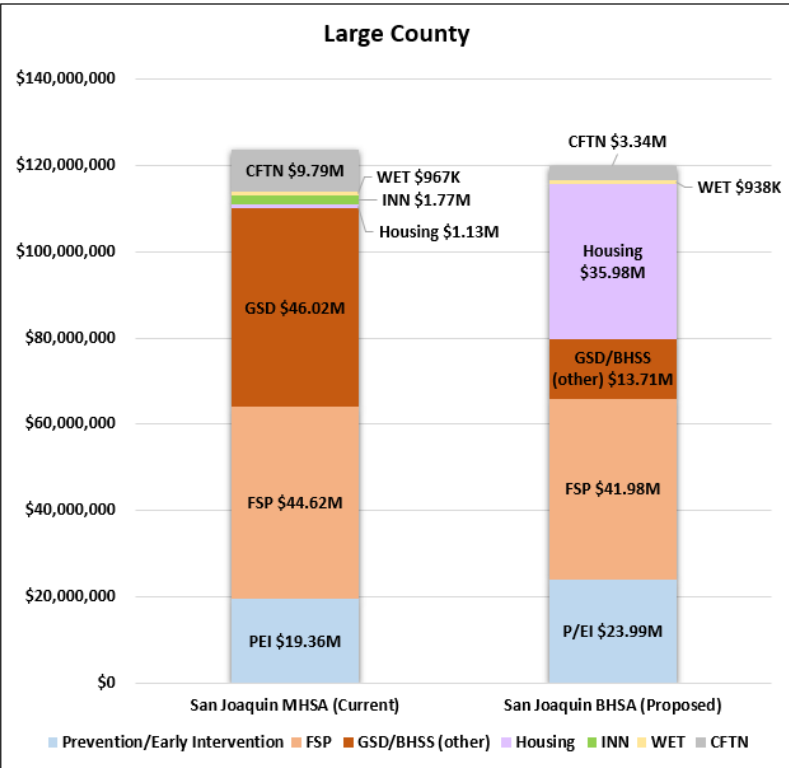 Large County
$140,000,000
$120,000,000
$100,000,000
$80,000,000
$60,000,000
$40,000,000
$20,000,000
$0
CFTN $9.79M
WET $967K
INN $1.77M
Housing $1.13M
GSD $46.02M
FSP $44.62M
PEI $19.36M
CFTN $3.34M
WET $938K
Housing
$35.98M
GSD/BHSS
(other) $13.71M
FSP $41.98M
P/EI $23.99M
San Joaquin MHSA (Current)
San Joaquin BHSA (Proposed)
Prevention/Early Intervention FSP GSD/BHSS (other) Housing INN WET CFTN